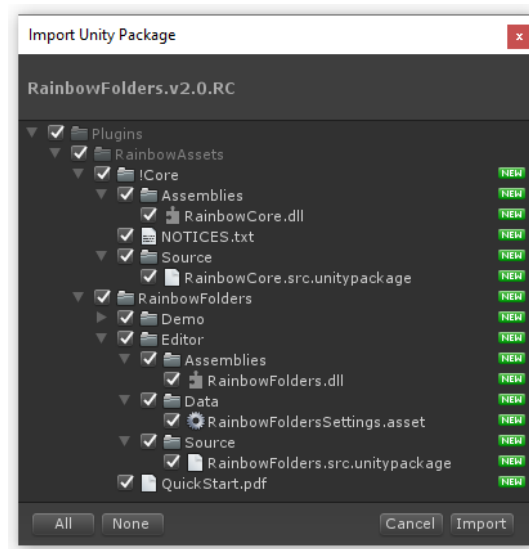 Import Unity Package
x
RainbowFolders.v2.0.RC
Plugins
RainbowAssets
!Core NEW
Assemblies NEW
RainbowCore.dll NEW
NOTICES.txt NEW
Source NEW
RainbowCore.src.unitypackage NEW
RainbowFolders NEW
Demo NEW
Editor NEW
Assemblies NEW
RainbowFolders.dll NEW
Data NEW
RainbowFoldersSettings.asset NEW
Source NEW
RainbowFolders.src.unitypackage NEW
QuickStart.pdf NEW
All None Cancel Import